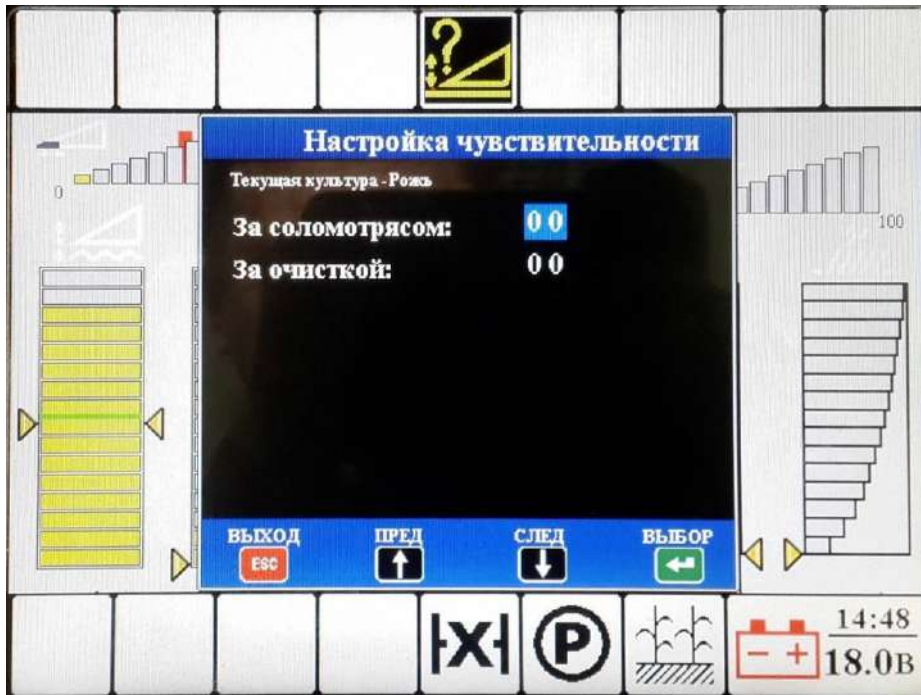 ?
Настройка чувствительности
0
Текущая культура - Рожь
За соломотрясом: 0 0
100
За очисткой: 0 0
ВЫХОД ПРЕД СЛЕД ВЫБОР
ESC
X P
14:48
18.0В